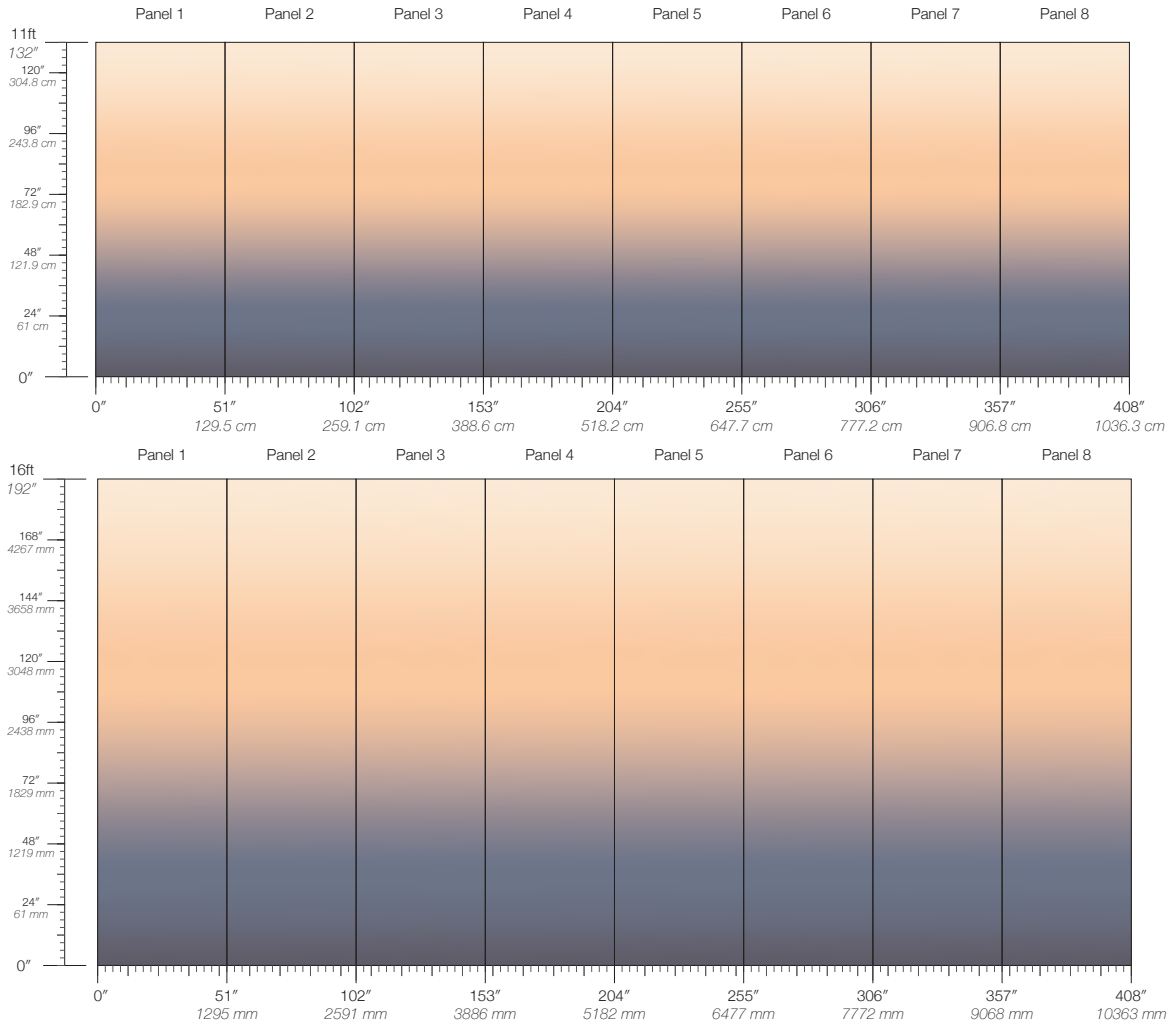 Panel 1 Panel 2 Panel 3 Panel 4 Panel 5 Panel 6 Panel 7 Panel 8
11ft
132″
120″
304.8 cm
96″
243.8 cm
72″
182.9 cm
48″
121.9 cm
24″
61 cm
0″
0″ 51″ 102″ 153″ 204″ 255″ 306″ 357″ 408″
129.5 cm 259.1 cm 388.6 cm 518.2 cm 647.7 cm 777.2 cm 906.8 cm 1036.3 cm
Panel 1 Panel 2 Panel 3 Panel 4 Panel 5 Panel 6 Panel 7 Panel 8
16ft
192″
168″
4267 mm
144″
3658 mm
120″
3048 mm
96″
2438 mm
72″
1829 mm
48″
1219 mm
24″
61 mm
0″
0″ 51″ 102″ 153″ 204″ 255″ 306″ 357″ 408″
1295 mm 2591 mm 3886 mm 5182 mm 6477 mm 7772 mm 9068 mm 10363 mm